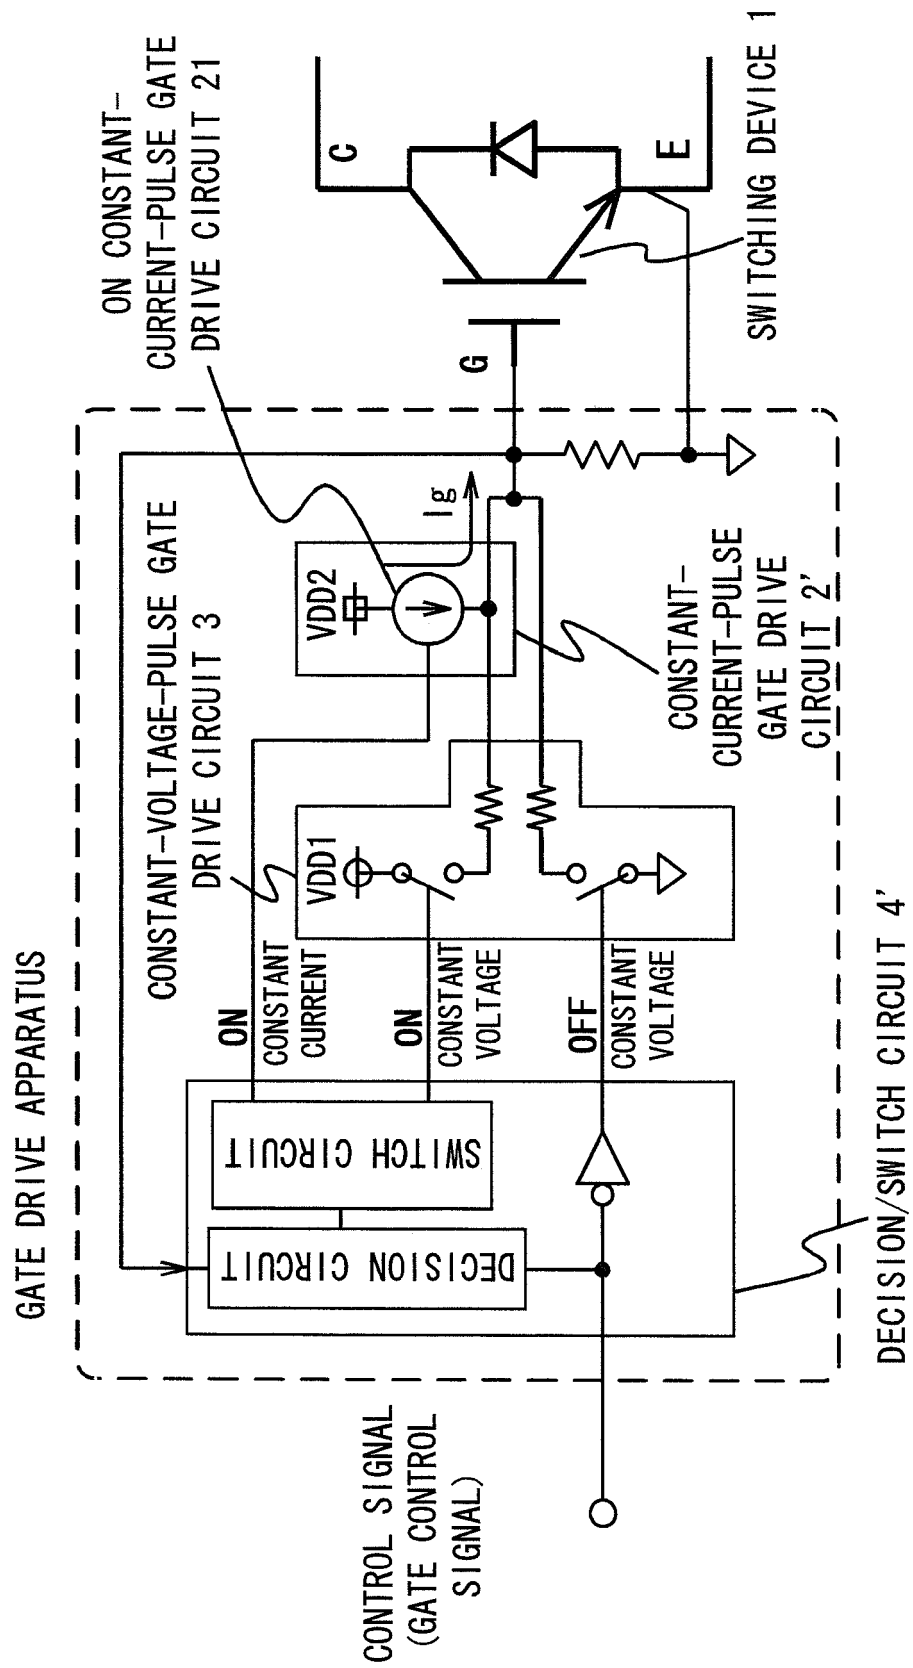 GATE DRIVE APPARATUS
CONSTANT-VOLTAGE-PULSE GATE
DRIVE CIRCUIT 3
ON CONSTANT-
CURRENT-PULSE GATE
DRIVE CIRCUIT 21
CONTROL SIGNAL
(GATE CONTROL
SIGNAL)
DECISION CIRCUIT
SWITCH CIRCUIT
ON
CONSTANT
CURRENT
ON
CONSTANT
VOLTAGE
OFF
CONSTANT
VOLTAGE
VDD1
VDD2
Ig
G
C
E
CONSTANT-
CURRENT-PULSE
GATE DRIVE
CIRCUIT 2'
SWITCHING DEVICE 1
DECISION/SWITCH CIRCUIT 4'